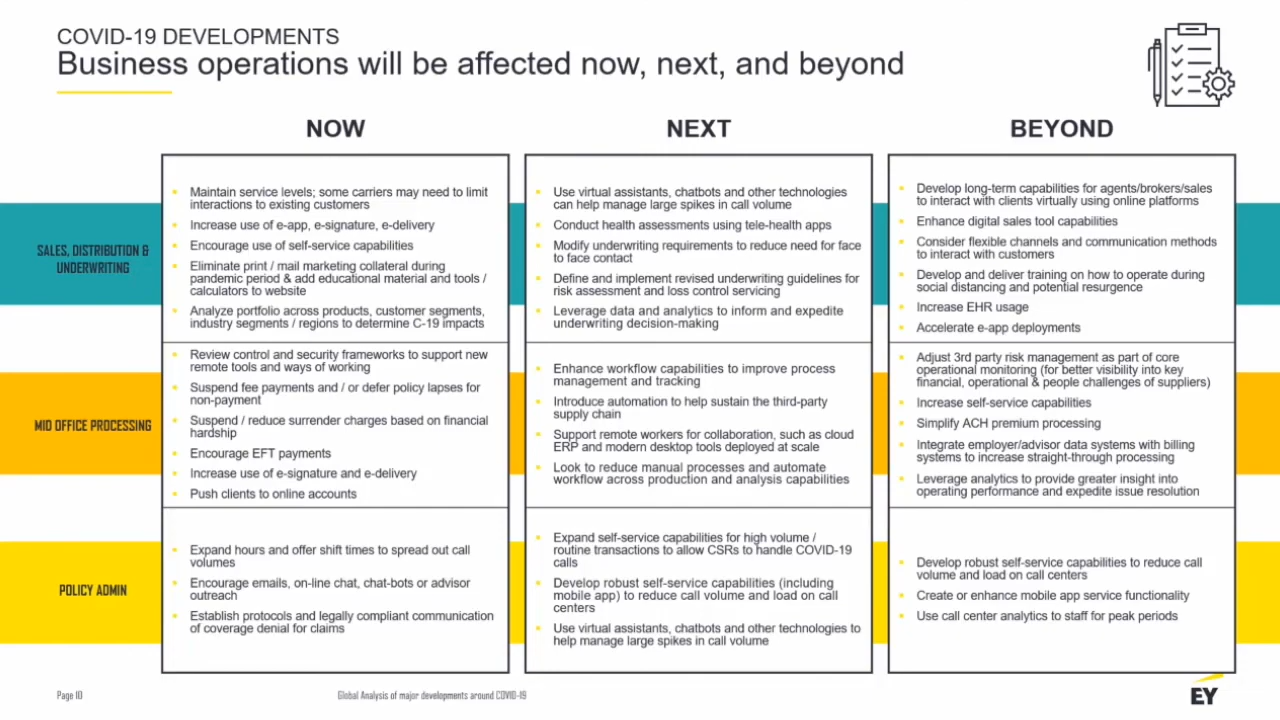 COVID-19 DEVELOPMENTS
Business operations will be affected now, next, and beyond
NOW
NEXT
BEYOND
SALES, DISTRIBUTION &
UNDERWRITING
Maintain service levels; some carriers may need to limit
interactions to existing customers
Increase use of e-app, e-signature, e-delivery
Encourage use of self-service capabilities
Eliminate print / mail marketing collateral during
pandemic period & add educational material and tools /
calculators to website
Analyze portfolio across products, customer segments,
industry segments / regions to determine C-19 impacts
Use virtual assistants, chatbots and other technologies
can help manage large spikes in call volume
Conduct health assessments using tele-health apps
Modify underwriting requirements to reduce need for face
to face contact
Define and implement revised underwriting guidelines for
risk assessment and loss control servicing
Leverage data and analytics to inform and expedite
underwriting decision-making
Develop long-term capabilities for agents/brokers/sales
to interact with clients virtually using online platforms
Enhance digital sales tool capabilities
Consider flexible channels and communication methods
to interact with customers
Develop and deliver training on how to operate during
social distancing and potential resurgence
Increase EHR usage
Accelerate e-app deployments
MID OFFICE PROCESSING
Review control and security frameworks to support new
remote tools and ways of working
Suspend fee payments and / or defer policy lapses for
non-payment
Suspend / reduce surrender charges based on financial
hardship
Encourage EFT payments
Increase use of e-signature and e-delivery
Push clients to online accounts
Enhance workflow capabilities to improve process
management and tracking
Introduce automation to help sustain the third-party
supply chain
Support remote workers for collaboration, such as cloud
ERP and modern desktop tools deployed at scale
Look to reduce manual processes and automate
workflow across production and analysis capabilities
Adjust 3rd party risk management as part of core
operational monitoring (for better visibility into key
financial, operational & people challenges of suppliers)
Increase self-service capabilities
Simplify ACH premium processing
Integrate employer/advisor data systems with billing
systems to increase straight-through processing
Leverage analytics to provide greater insight into
operating performance and expedite issue resolution
POLICY ADMIN
Expand hours and offer shift times to spread out call
volumes
Encourage emails, on-line chat, chat-bots or advisor
outreach
Establish protocols and legally compliant communication
of coverage denial for claims
Expand self-service capabilities for high volume /
routine transactions to allow CSRs to handle COVID-19
calls
Develop robust self-service capabilities (including
mobile app) to reduce call volume and load on call
centers
Use virtual assistants, chatbots and other technologies to
help manage large spikes in call volume
Develop robust self-service capabilities to reduce call
volume and load on call centers
Create or enhance mobile app service functionality
Use call center analytics to staff for peak periods
Page 10
Global Analysis of major developments around COVID-19
EY